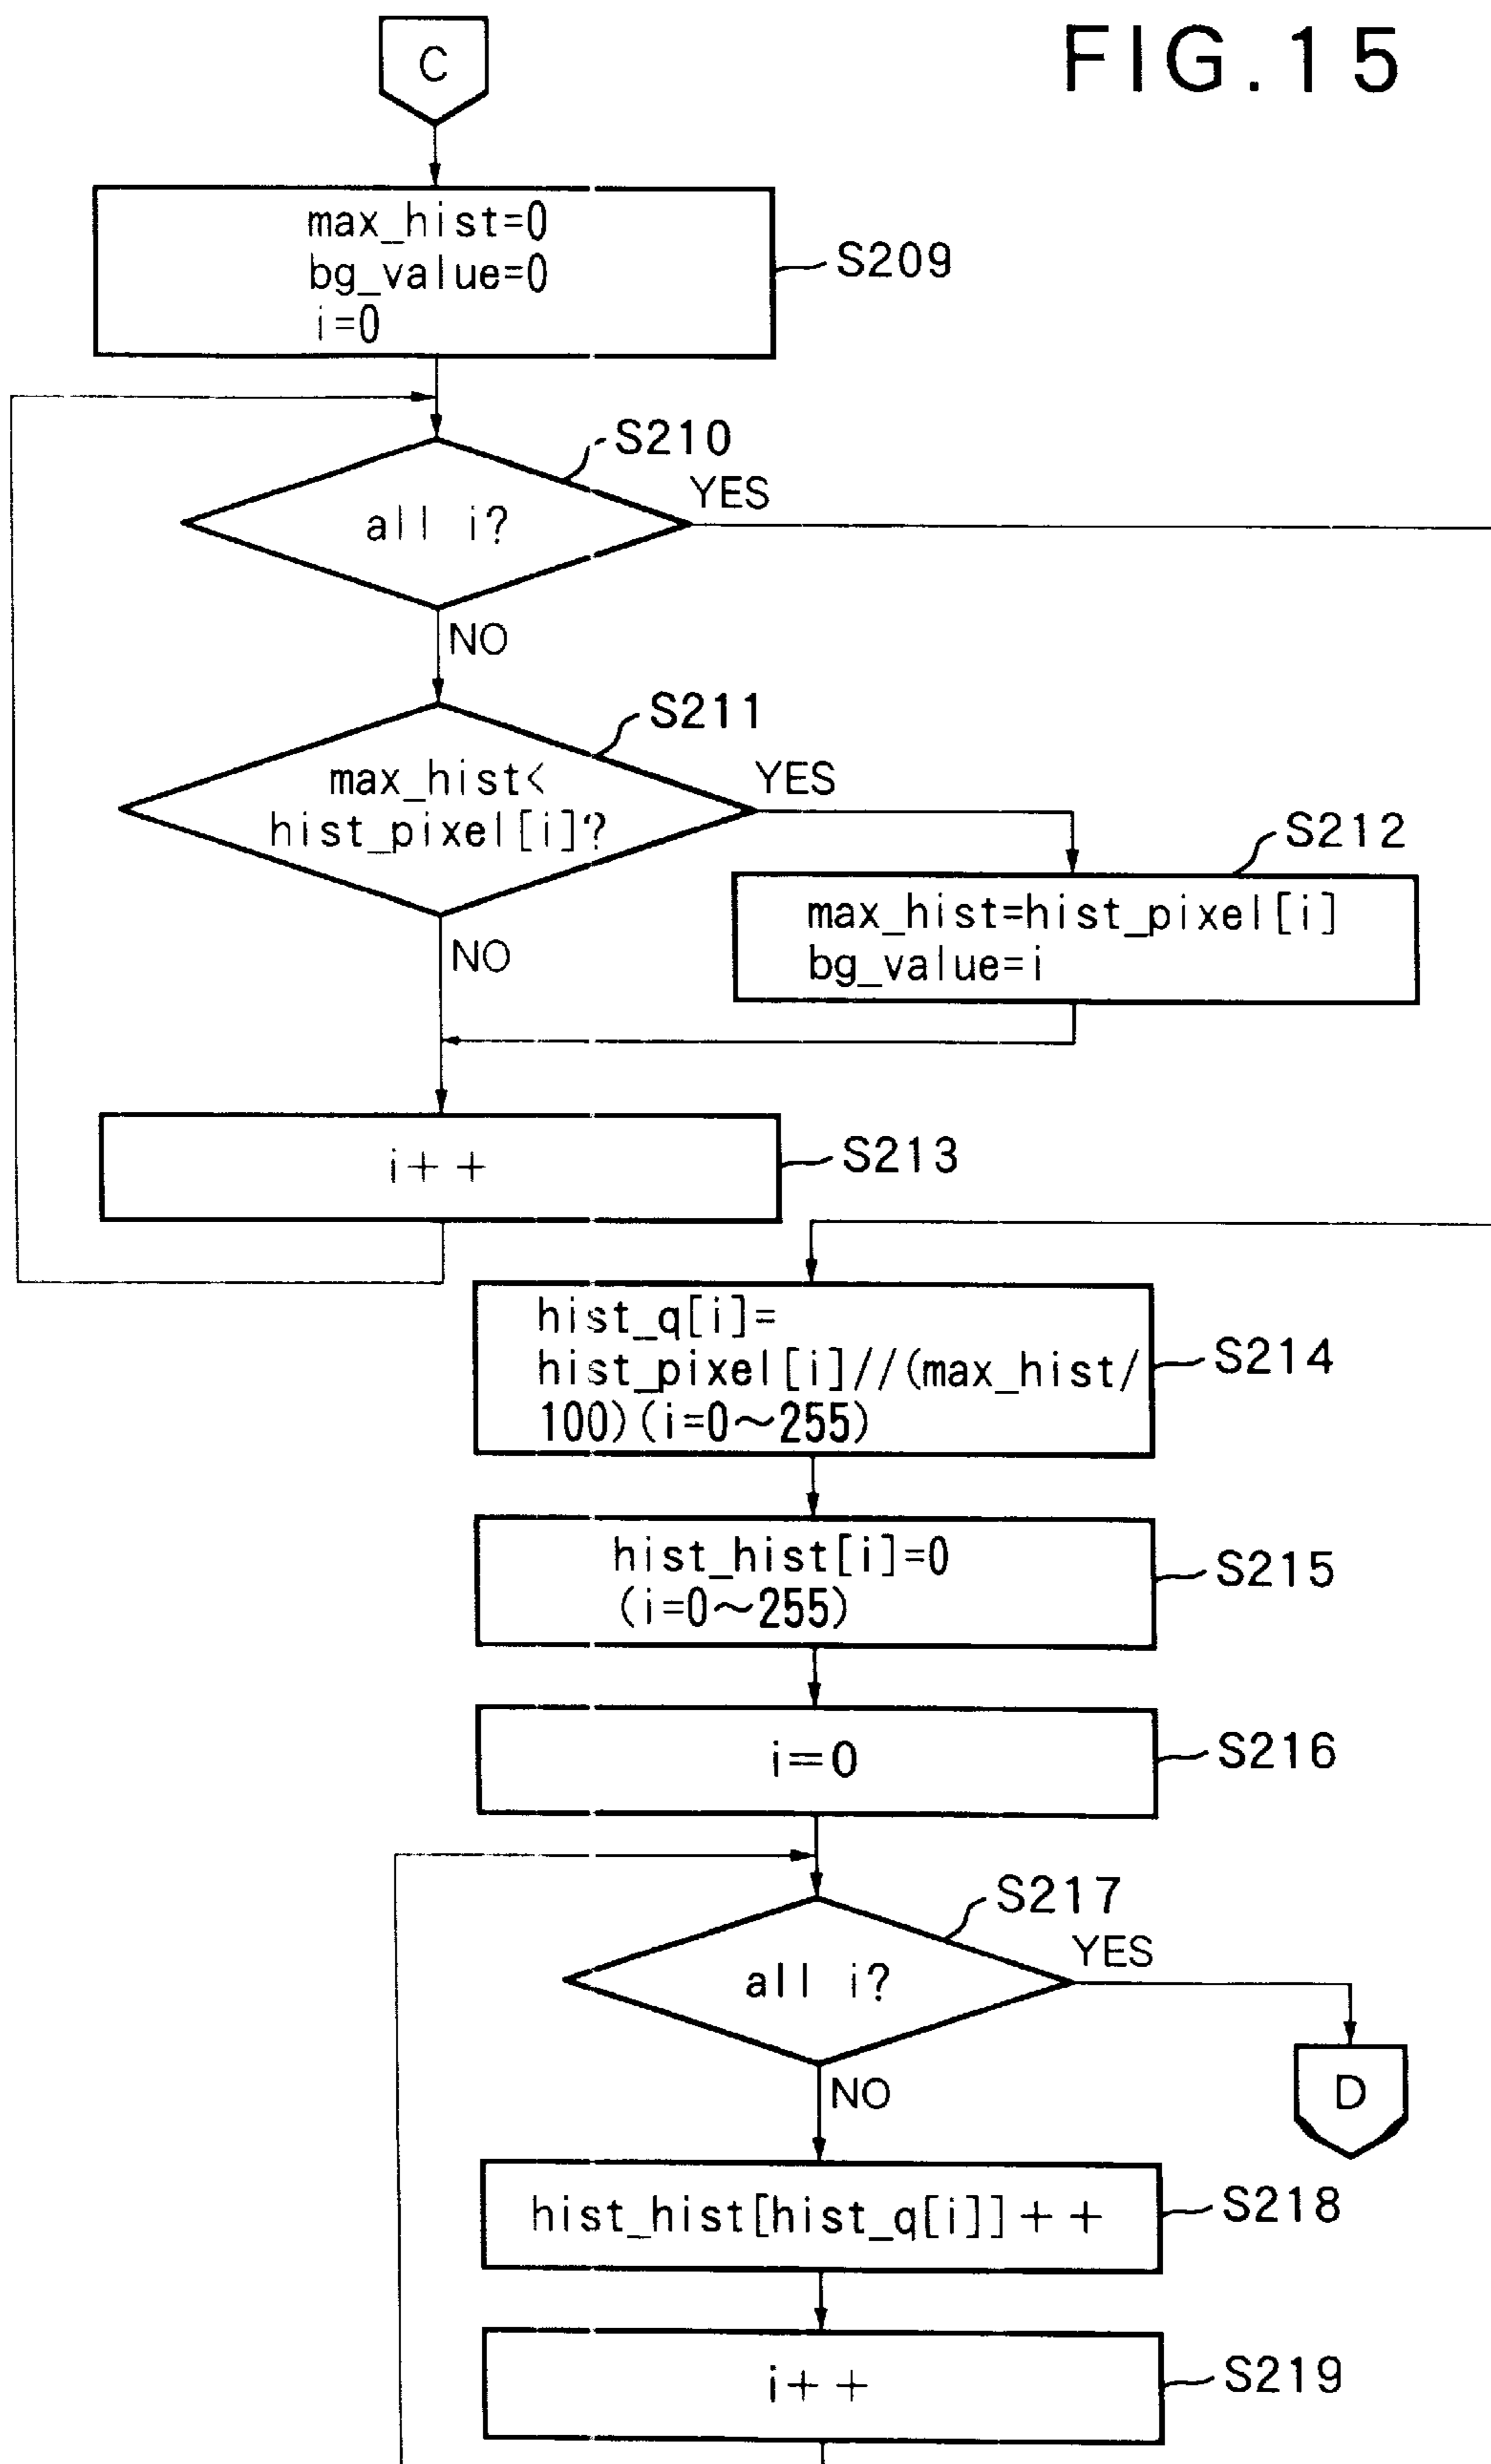 FIG.15
C
max_hist=0
bg_value=0
i=0
S209
S210
all i?
YES
NO
S211
max_hist<
hist_pixel[i]?
YES
NO
S212
max_hist=hist_pixel[i]
bg_value=i
i++
S213
hist_q[i]=
hist_pixel[i]//(max_hist/
100)(i=0~255)
S214
hist_hist[i]=0
(i=0~255)
S215
i=0
S216
S217
all i?
YES
NO
D
hist_hist[hist_q[i]]++
S218
i++
S219